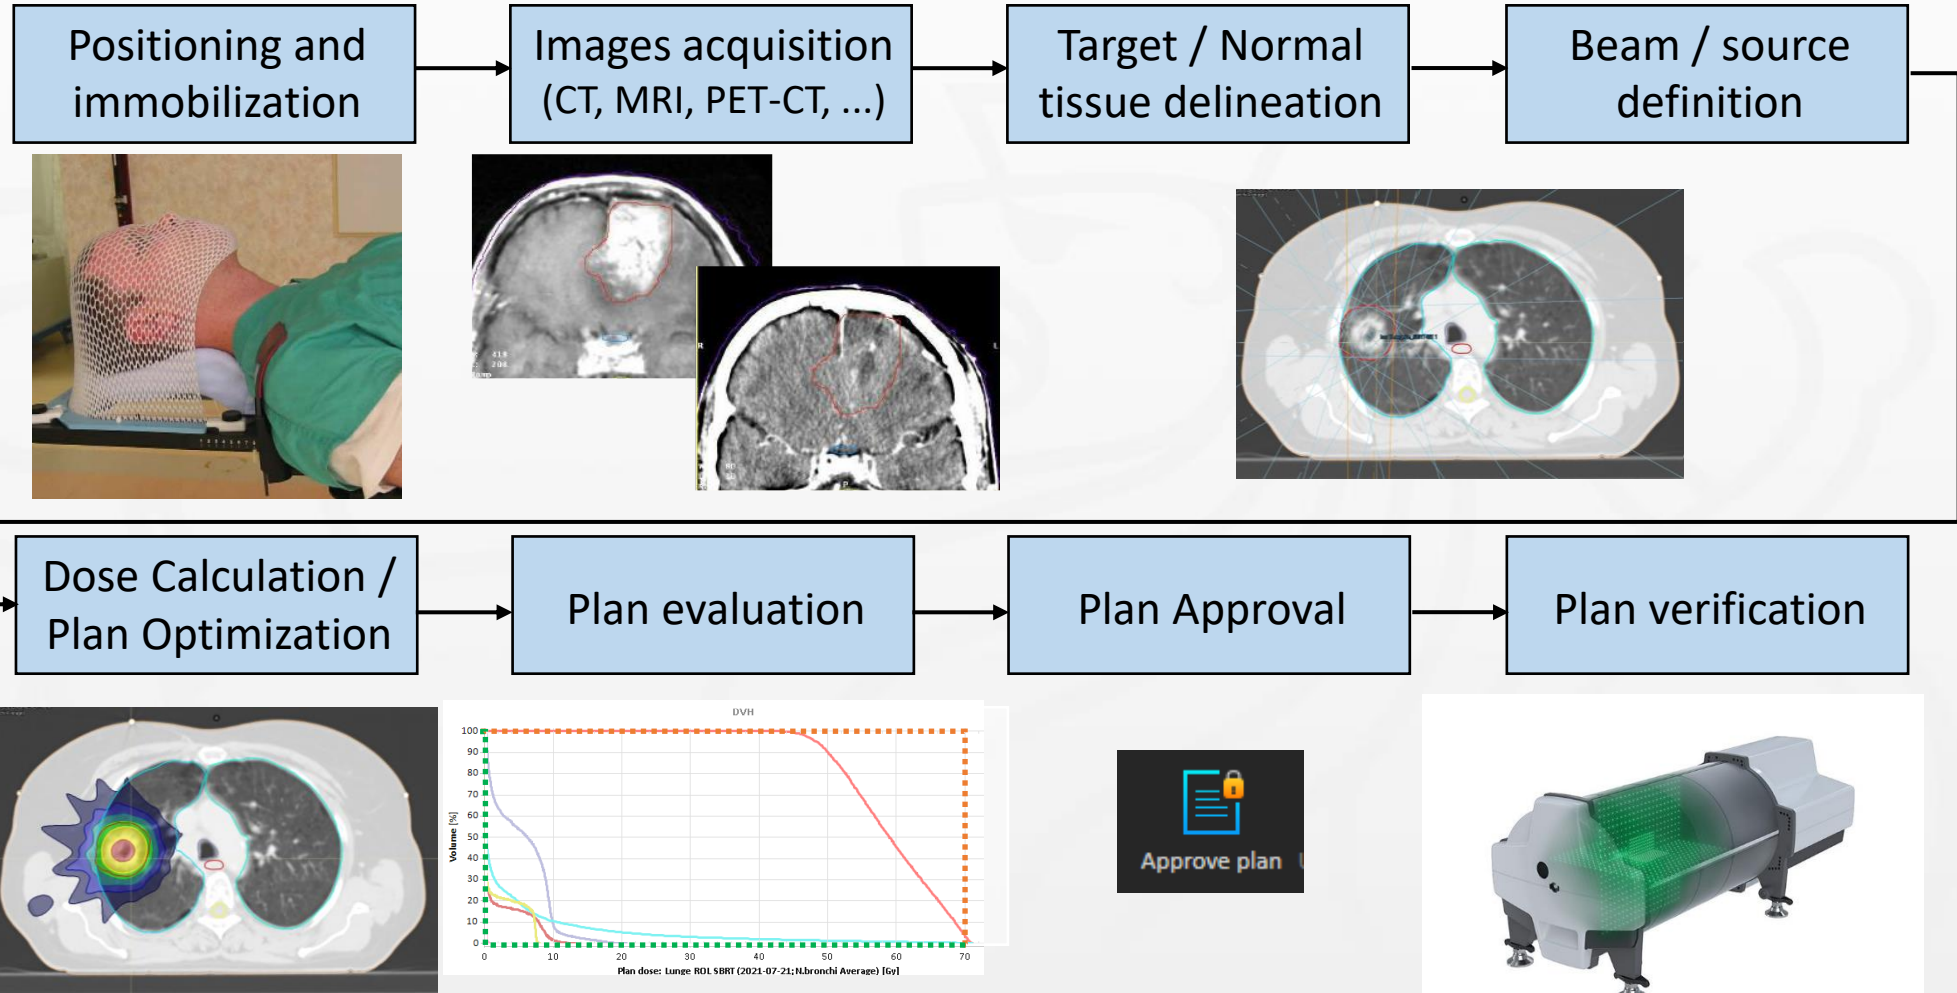 Positioning and
immobilization
Images acquisition
(CT, MRI, PET-CT, ...)
Target / Normal
tissue delineation
Beam / source
definition
R
L
P
Dose Calculation /
Plan Optimization
Plan evaluation
Plan Approval
Plan verification
DVH
100
90
80
70
60
50
40
30
20
10
0
Volume [%]
0 10 20 30 40 50 60 70
Plan dose: Lunge ROL SBRT (2021-07-21; N.bronchi Average) [Gy]
Approve plan